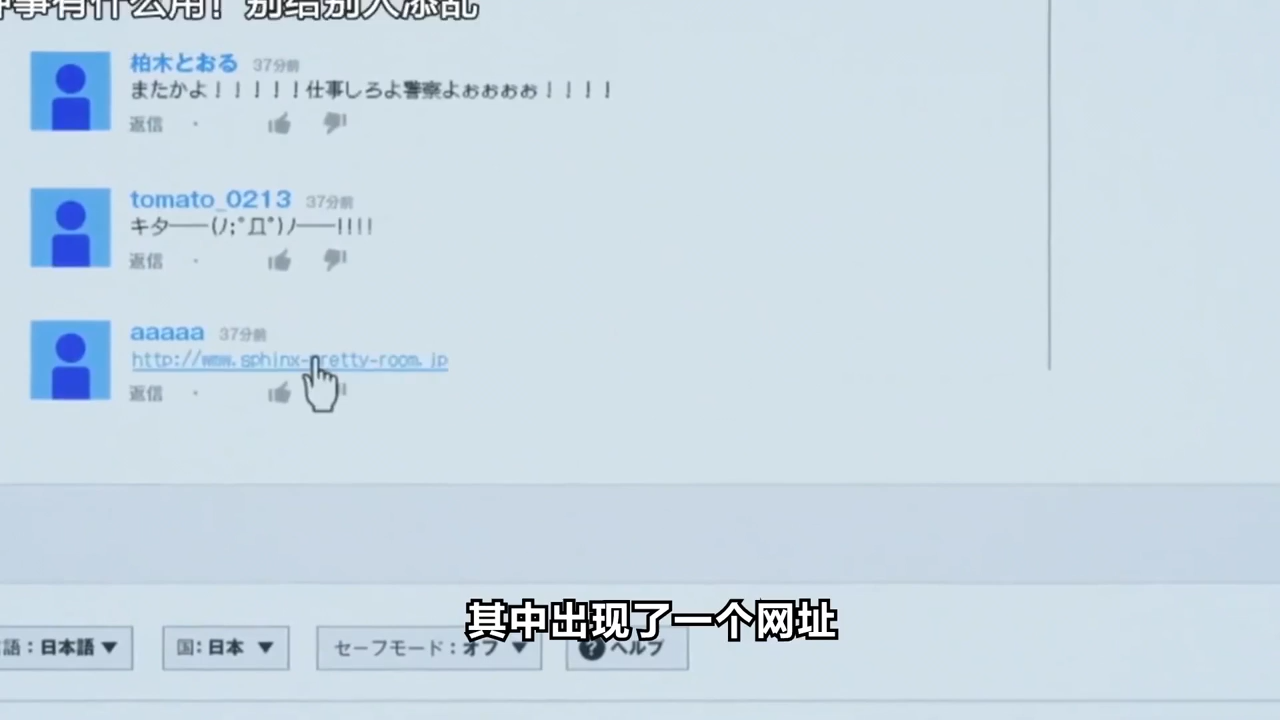 种事有什么用！别给别人添乱
柏木とおる 37分前
またかよ！！！！！仕事しろよ警察よぉぉぉぉ！！！！
返信 ・
tomato_0213 37分前
キタ――(ﾉ;ﾟДﾟ)ﾉ――!!!!
返信 ・
aaaaa 37分前
http://wmw.sphinx-pretty-room.jp
返信 ・
其中出现了一个网址
語：日本語▼ 国：日本 ▼ セーフモード：オフ ▼ ? ヘルプ